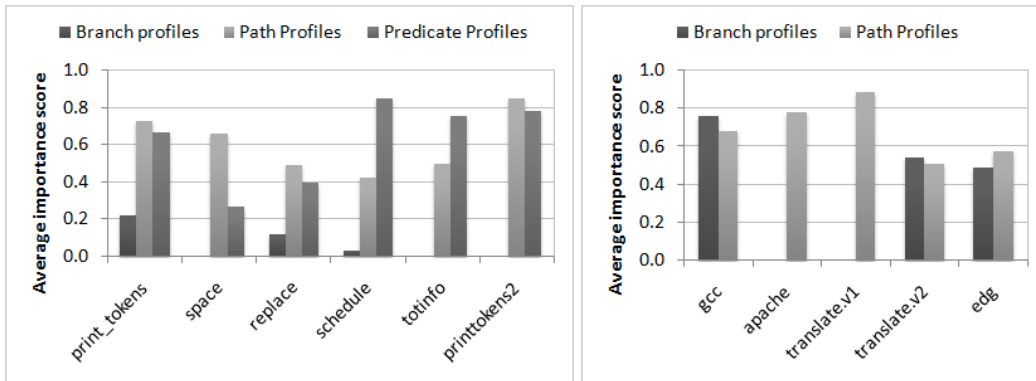 Branch profiles Path Profiles Predicate Profiles
Average importance score
1.0
0.8
0.6
0.4
0.2
0.0
print_tokens
space
replace
schedule
totinfo
printtokens2
Branch profiles Path Profiles
Average importance score
1.0
0.8
0.6
0.4
0.2
0.0
gcc
apache
translate.v1
translate.v2
edg